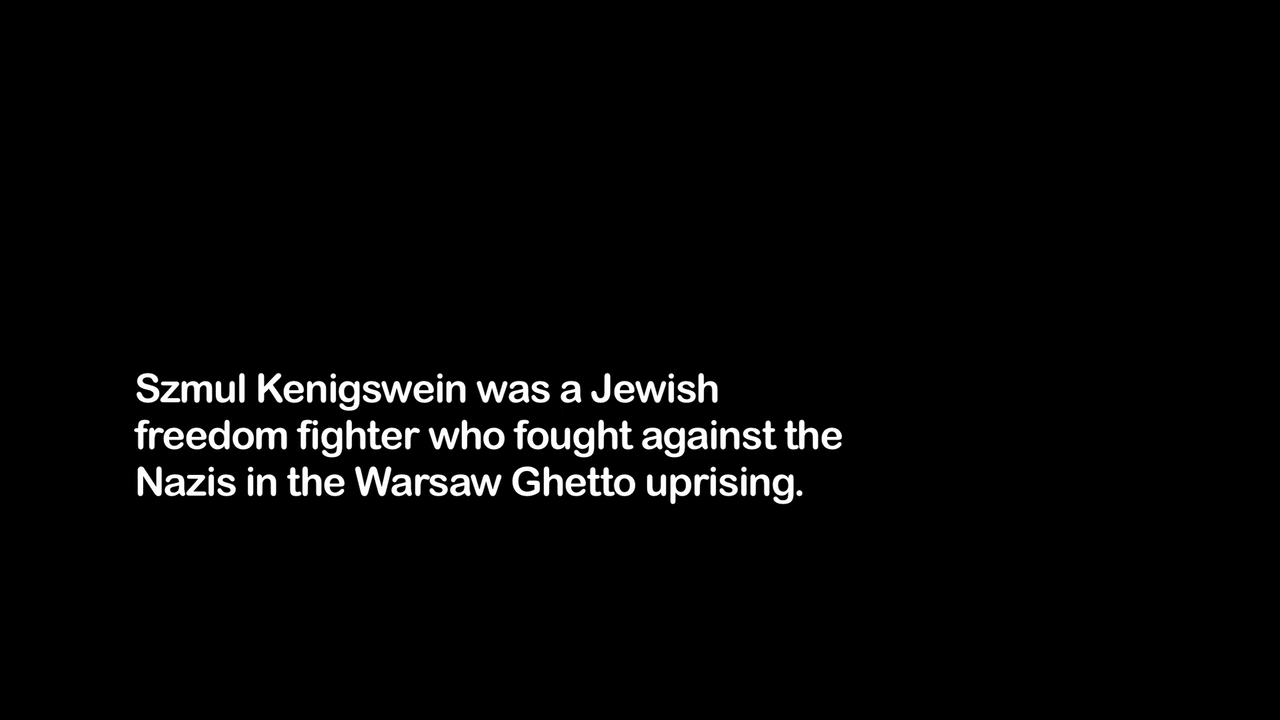 Szmul Kenigswein was a Jewish
freedom fighter who fought against the
Nazis in the Warsaw Ghetto uprising.